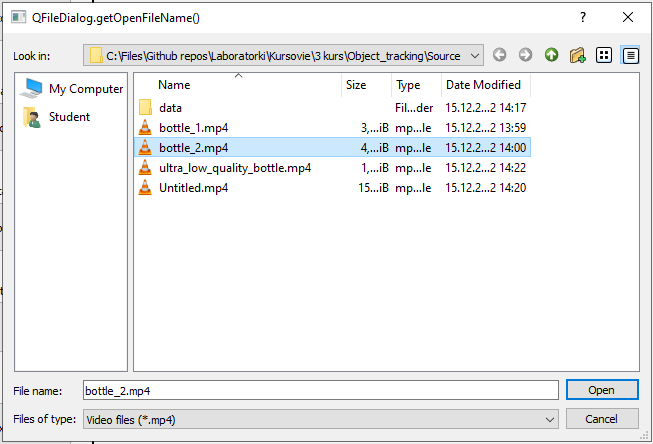 QFileDialog.getOpenFileName()
Look in: C:\Files\Github repos\Laboratorki\Kursovie\3 kurs\Object_tracking\Source
My Computer
Student
Name Size Type Date Modified
data Fil...der 15.12.2...2 14:17
bottle_1.mp4 3,...iB mp...le 15.12.2...2 13:59
bottle_2.mp4 4,...iB mp...le 15.12.2...2 14:00
ultra_low_quality_bottle.mp4 1,...iB mp...le 15.12.2...2 14:22
Untitled.mp4 15...iB mp...le 15.12.2...2 14:20
File name: bottle_2.mp4 Open
Files of type: Video files (*.mp4) Cancel